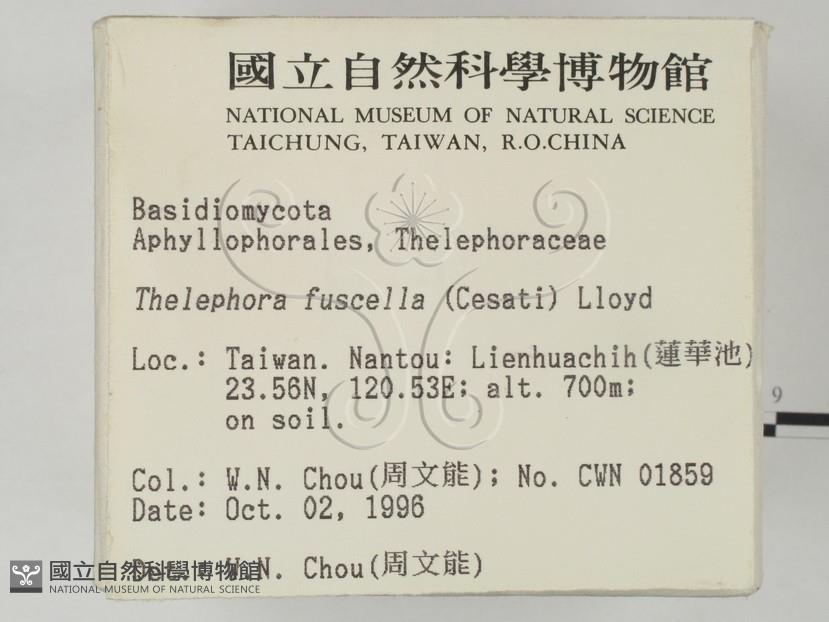 國立自然科學博物館
NATIONAL MUSEUM OF NATURAL SCIENCE
TAICHUNG, TAIWAN, R.O.CHINA
Basidiomycota
Aphyllophorales, Thelephoraceae
Thelephora fuscella (Cesati) Lloyd
Loc.: Taiwan. Nantou: Lienhuachih(蓮華池)
23.56N, 120.53E; alt. 700m;
on soil.
Col.: W.N. Chou(周文能); No. CWN 01859
Date: Oct. 02, 1996
Det.: W.N. Chou(周文能)
國立自然科學博物館
NATIONAL MUSEUM OF NATURAL SCIENCE
9